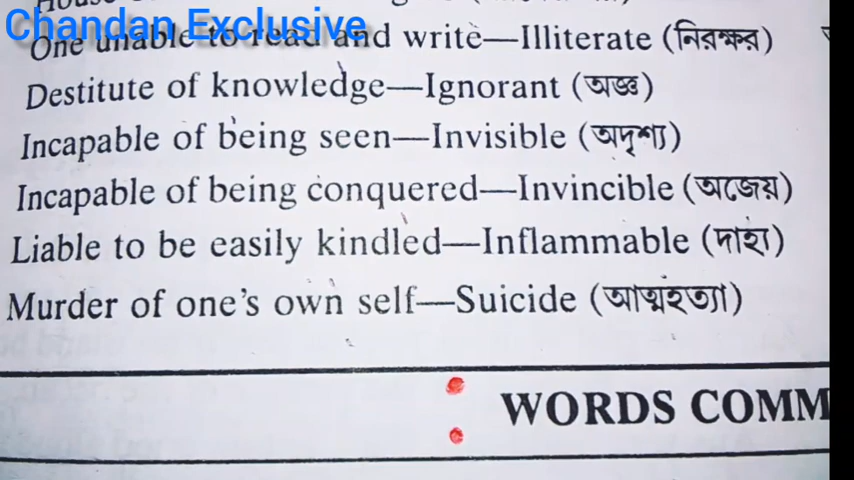 Chandan Exclusive
One unable to read and write—Illiterate (নিরক্ষর)
Destitute of knowledge—Ignorant (অজ্ঞ)
Incapable of being seen—Invisible (অদৃশ্য)
Incapable of being conquered—Invincible (অজেয়)
Liable to be easily kindled—Inflammable (দাহ্য)
Murder of one's own self—Suicide (আত্মহত্যা)
WORDS COMM